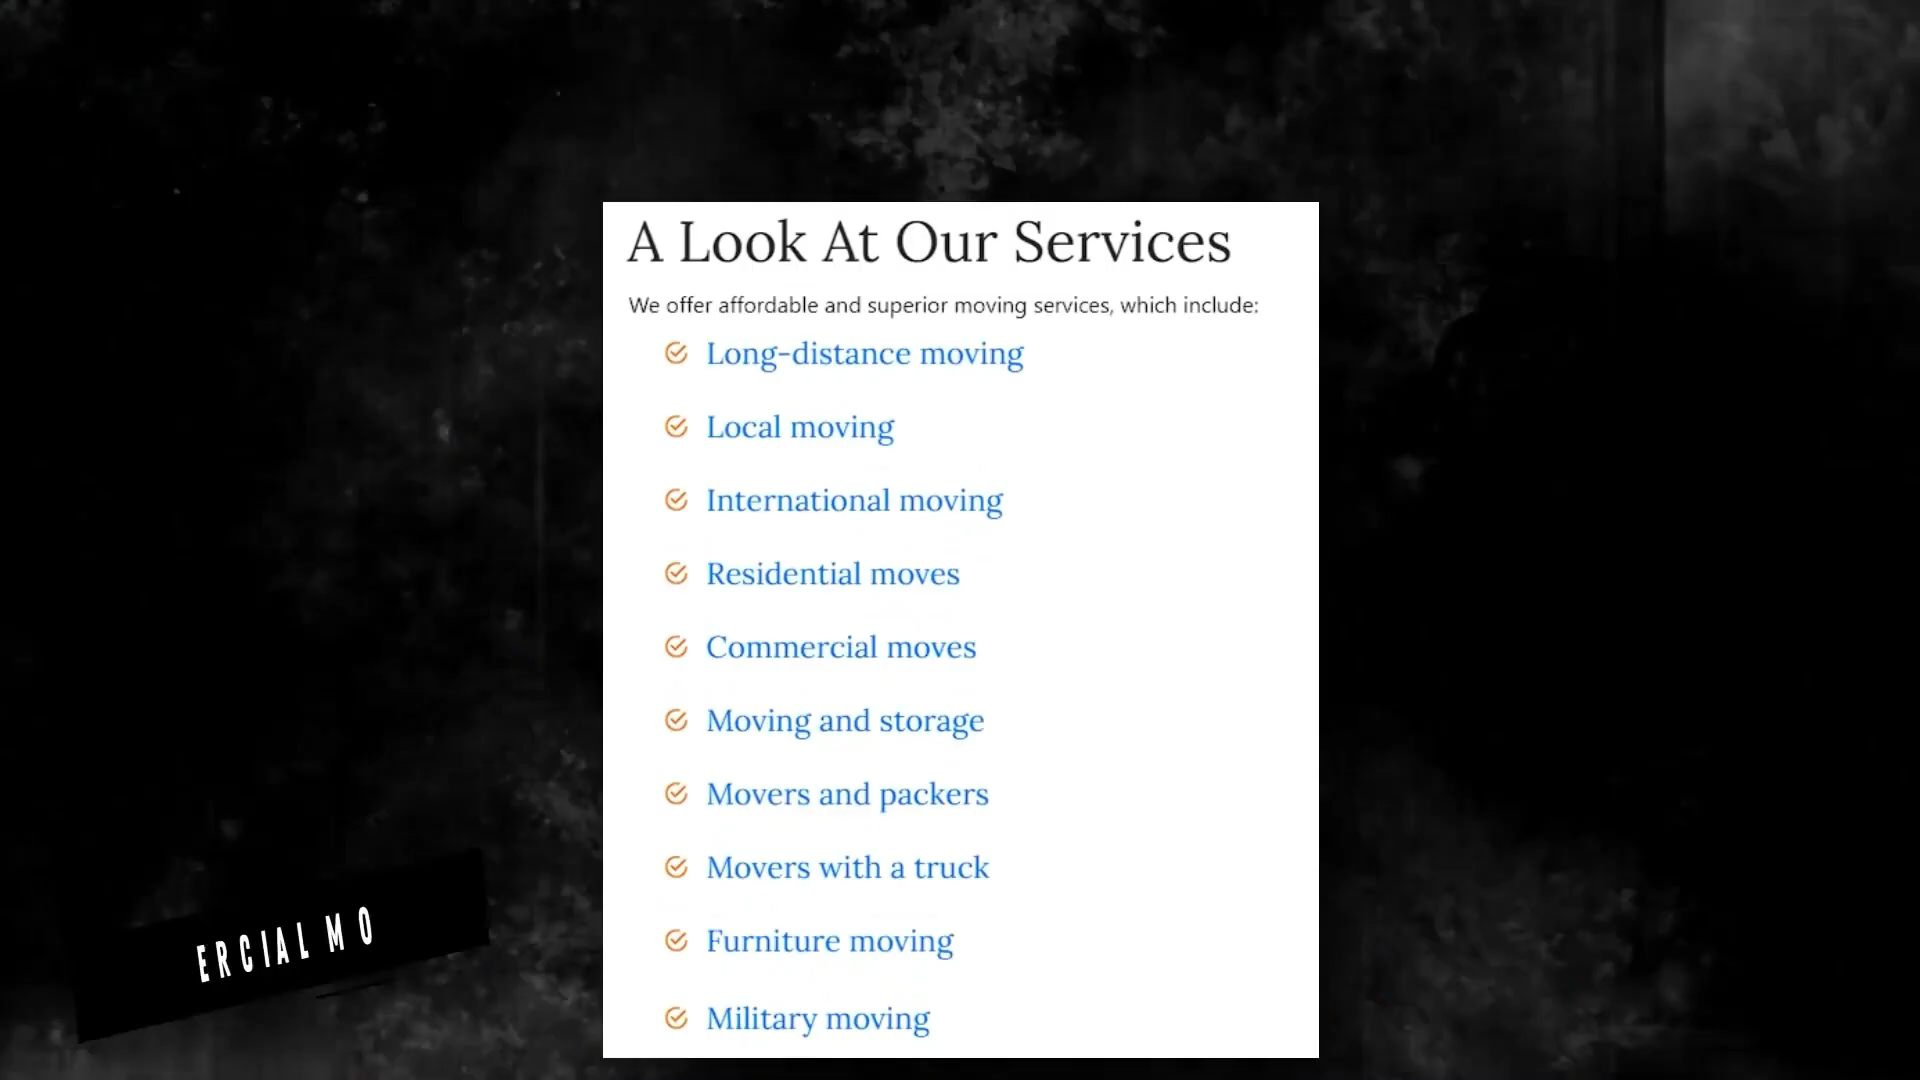 A Look At Our Services
We offer affordable and superior moving services, which include:
Long-distance moving
Local moving
International moving
Residential moves
Commercial moves
Moving and storage
Movers and packers
Movers with a truck
Furniture moving
Military moving
ERCIAL MO